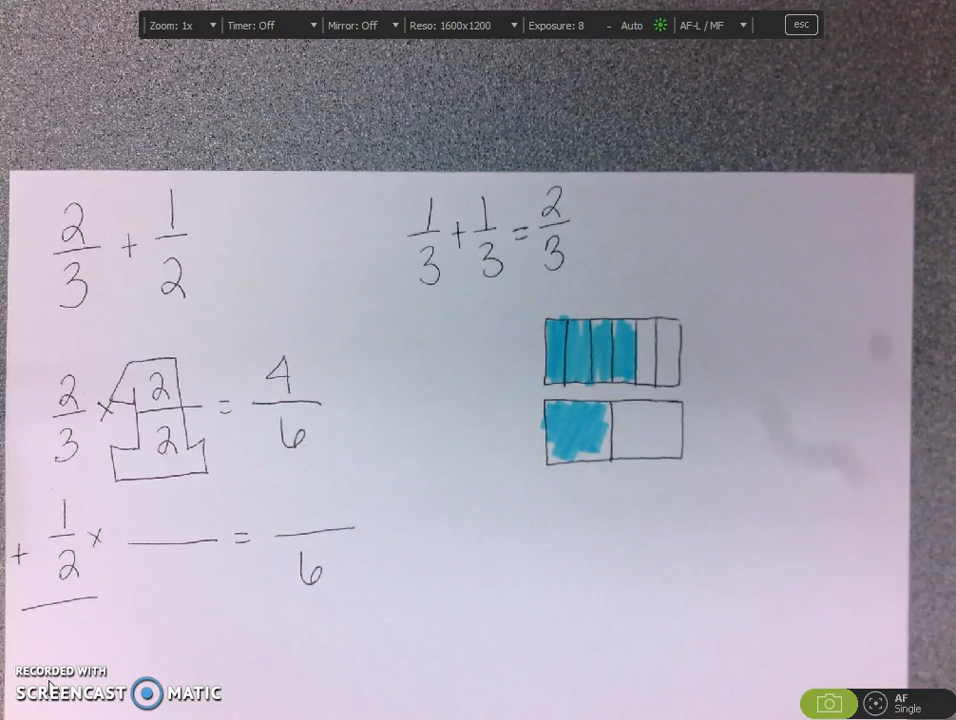 Zoom: 1x Timer: Off Mirror: Off Reso: 1600x1200 Exposure: 8 - Auto AF-L / MF esc
2/3 + 1/2
1/3 + 1/3 = 2/3
2/3 × 2/2 = 4/6
+ 1/2 × __ = __/6
RECORDED WITH
SCREENCAST MATIC
AF
Single